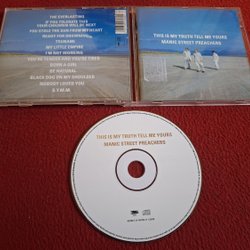 THE EVERLASTING
IF YOU TOLERATE THIS
YOUR CHILDREN WILL BE NEXT
YOU STOLE THE SUN FROM MY HEART
READY FOR DROWNING
TSUNAMI
MY LITTLE EMPIRE
I'M NOT WORKING
YOU'RE TENDER AND YOU'RE TIRED
BORN A GIRL
BE NATURAL
BLACK DOG ON MY SHOULDER
NOBODY LOVED YOU
S.Y.M.M
THIS IS MY TRUTH TELL ME YOURS
MANIC STREET PREACHERS
THIS IS MY TRUTH TELL ME YOURS
MANIC STREET PREACHERS